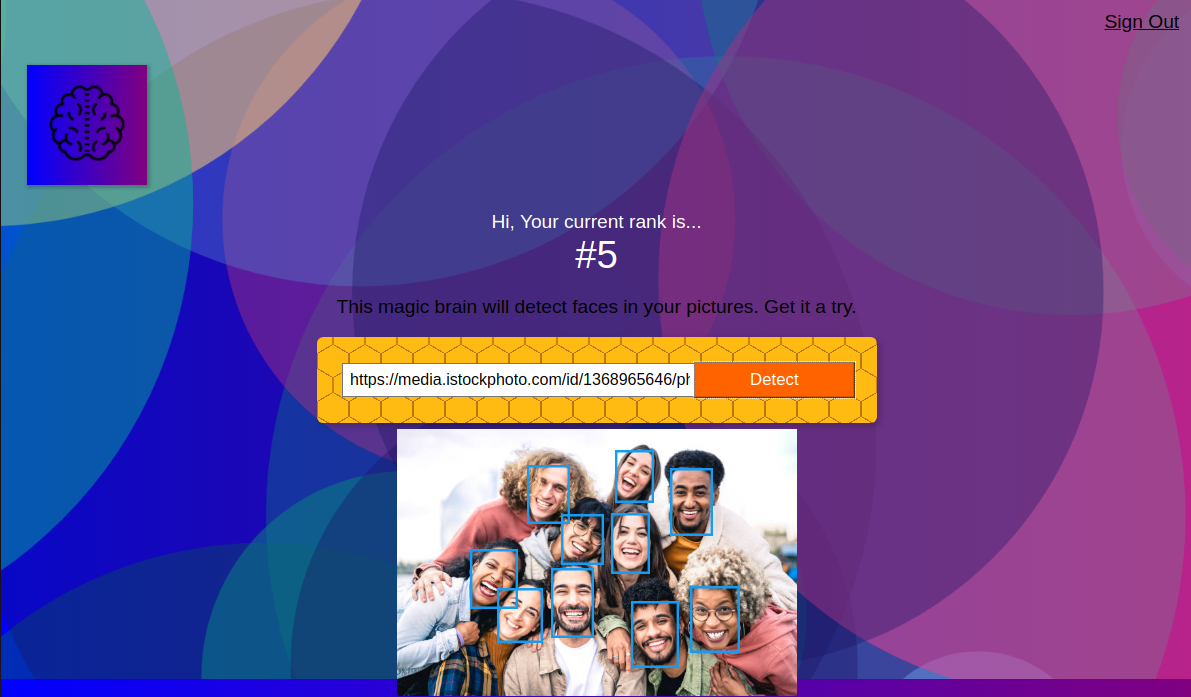 Sign Out
Hi, Your current rank is...
#5
This magic brain will detect faces in your pictures. Get it a try.
https://media.istockphoto.com/id/1368965646/ph
Detect